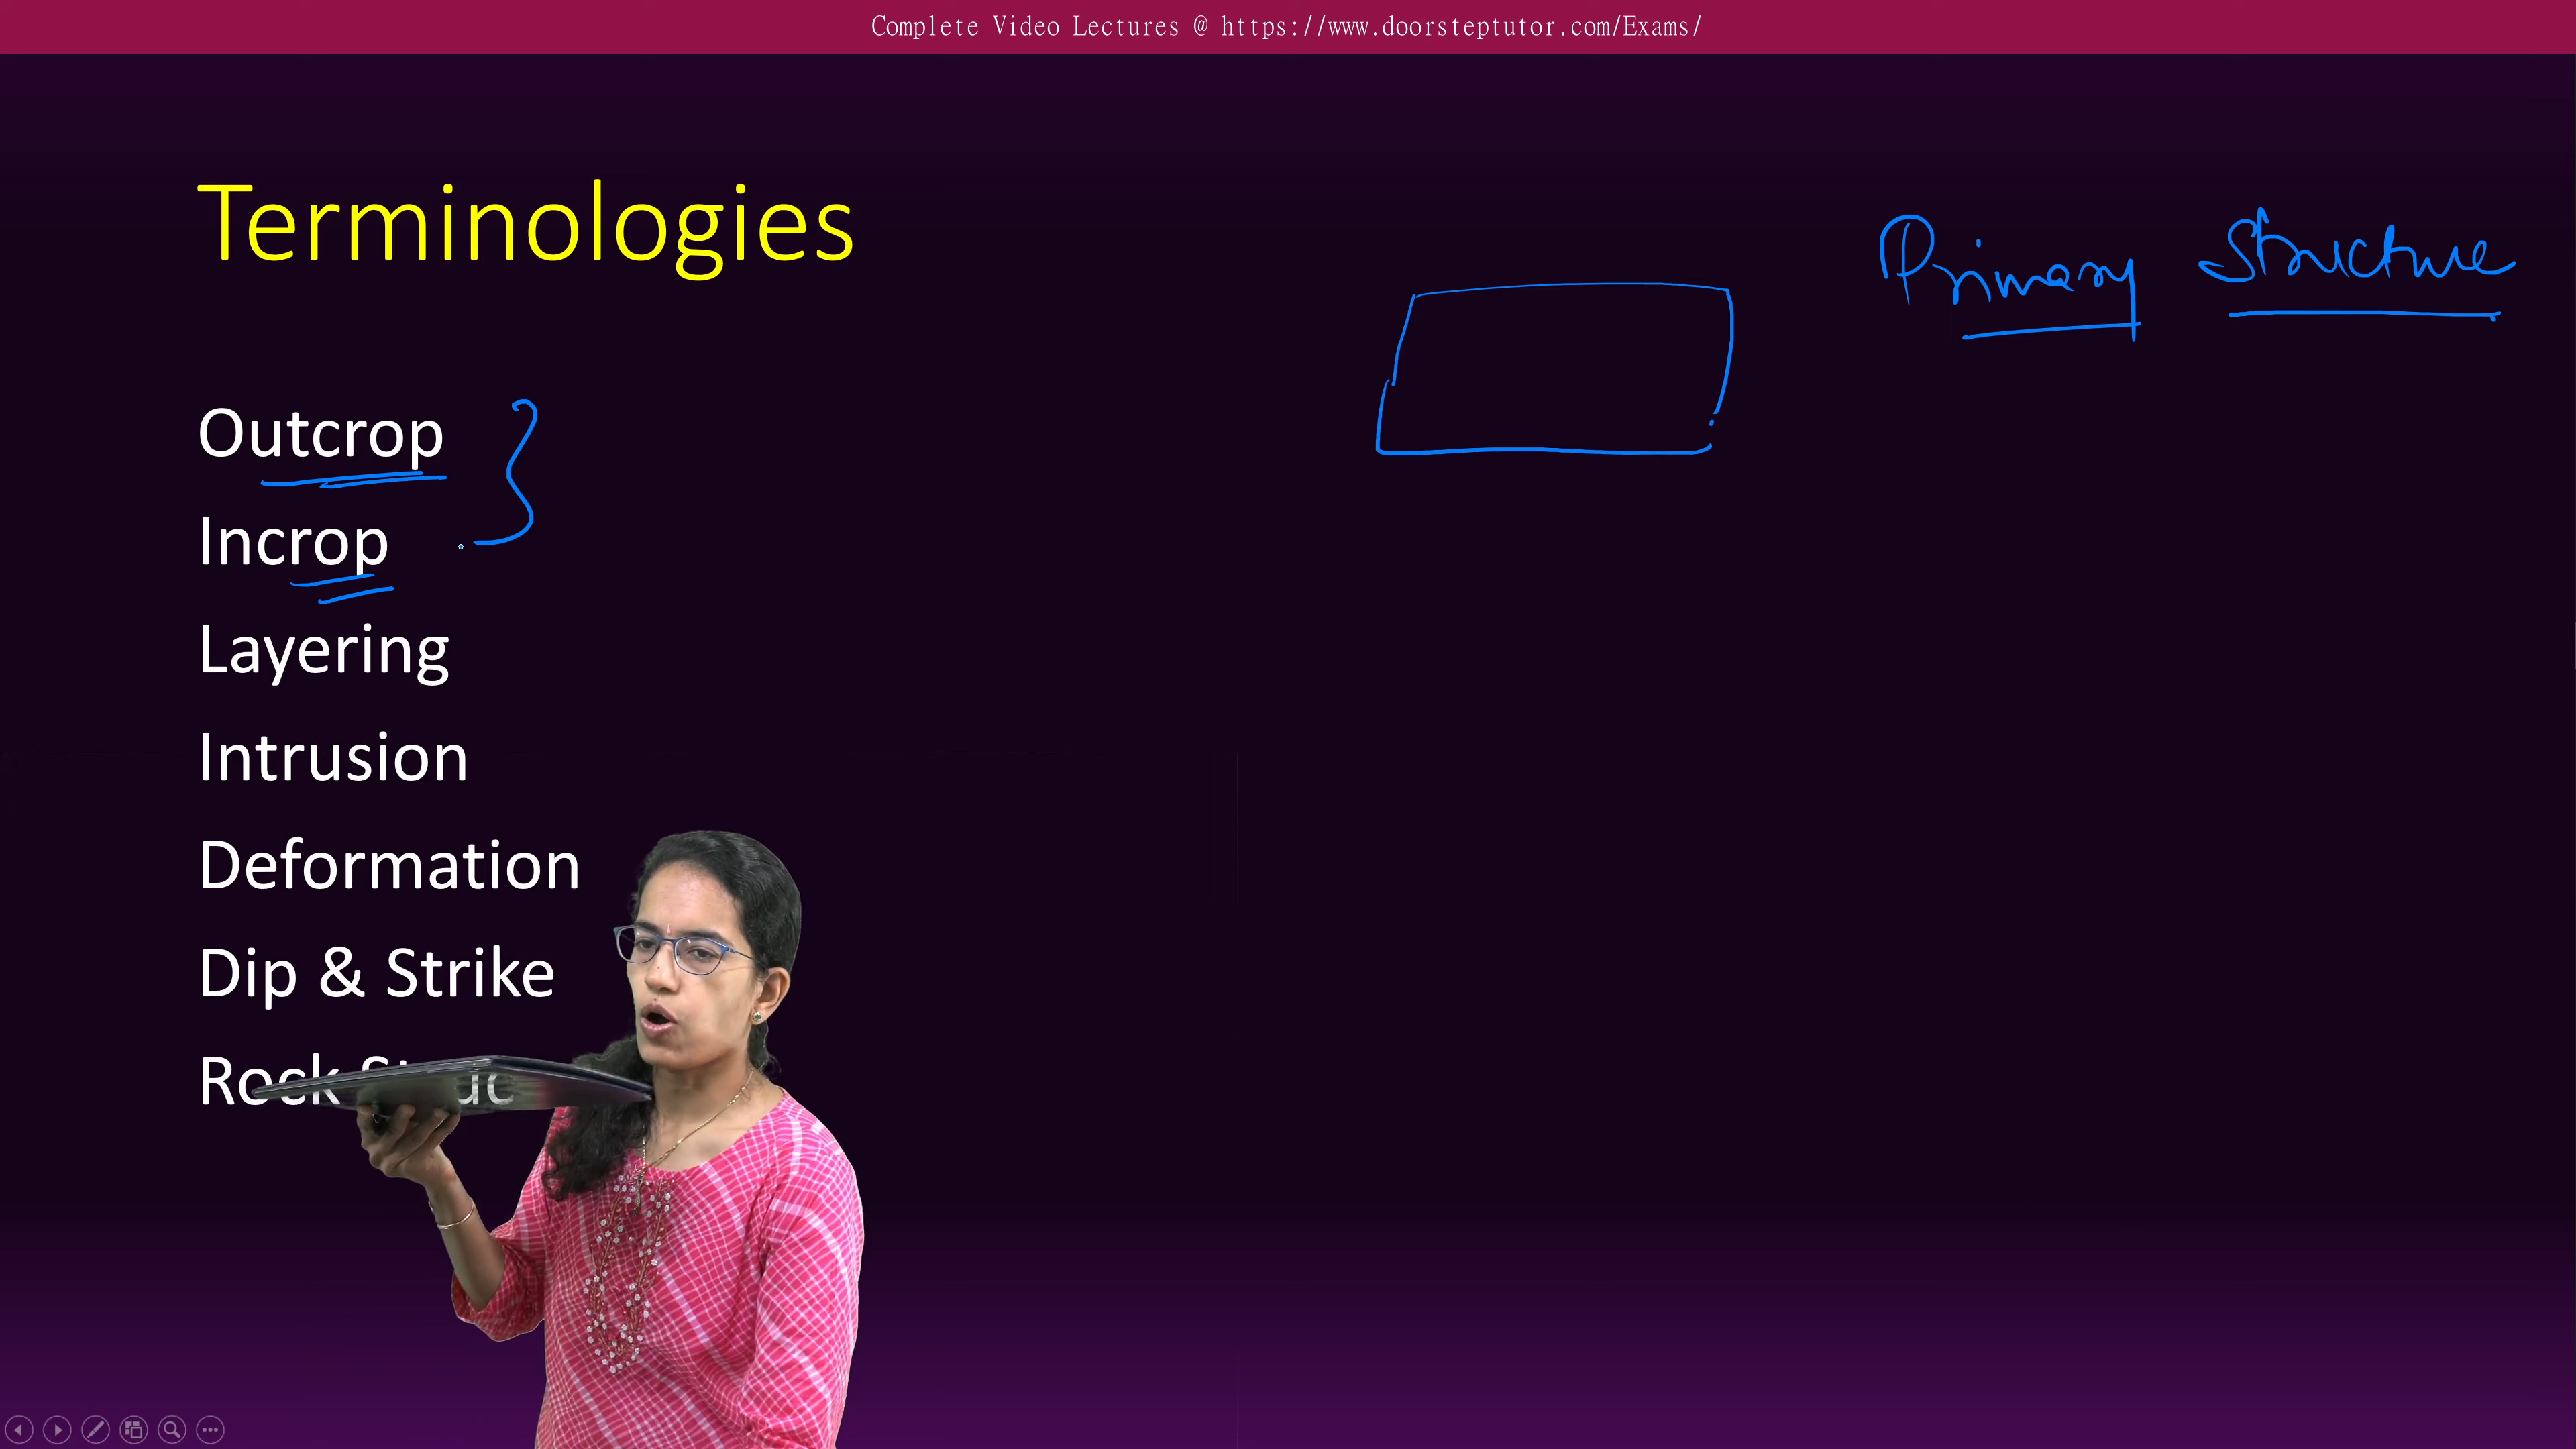 Complete Video Lectures @ https://www.doorsteptutor.com/Exams/
Terminologies
Primary Structure
Outcrop
Incrop
Layering
Intrusion
Deformation
Dip & Strike
Rock